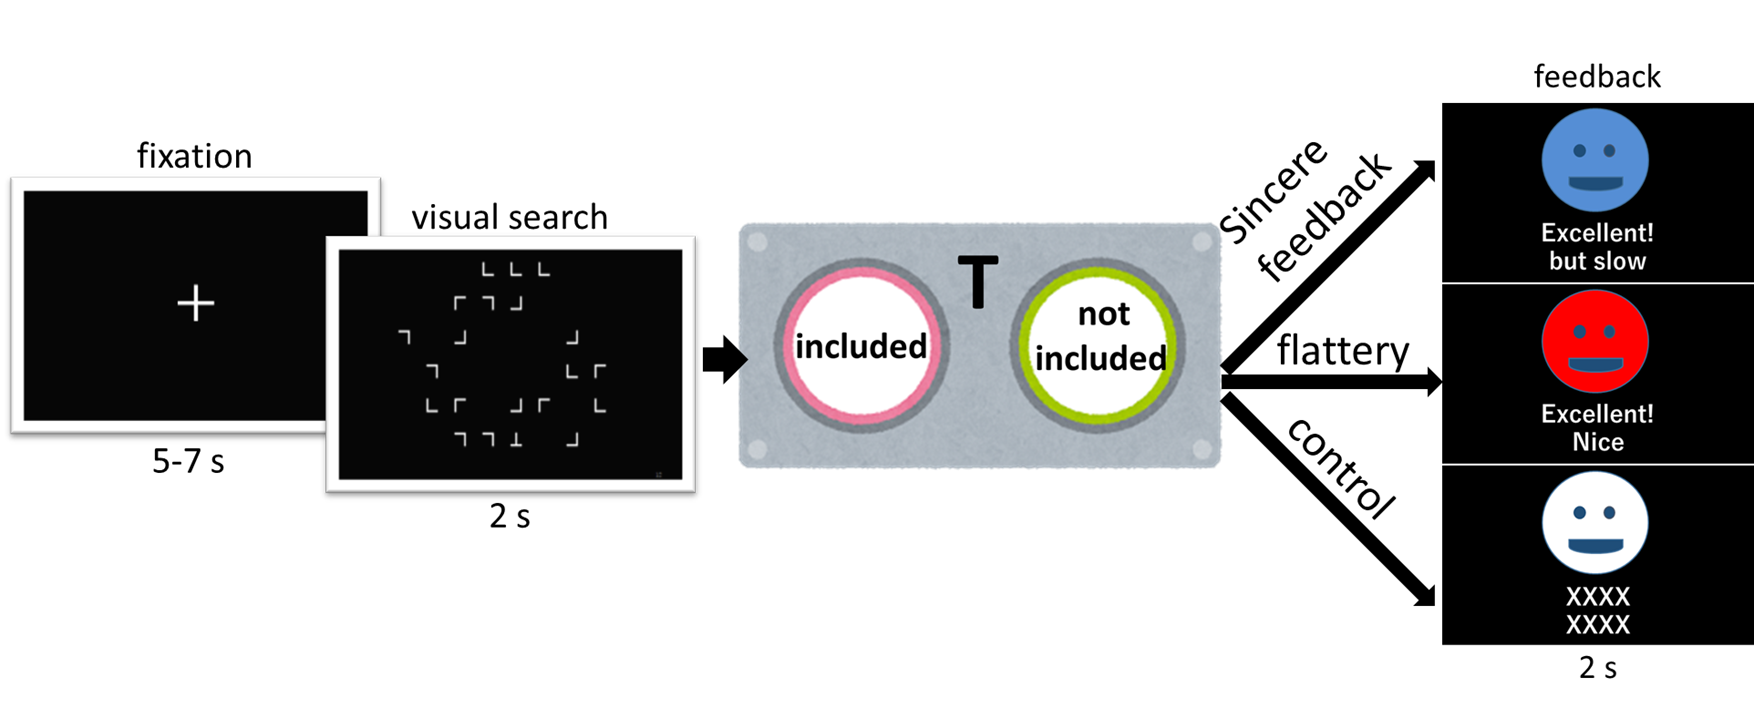 fixation
5-7 s
visual search
2 s
T
included
not
included
Sincere
feedback
flattery
control
feedback
Excellent!
but slow
Excellent!
Nice
XXXX
XXXX
2 s